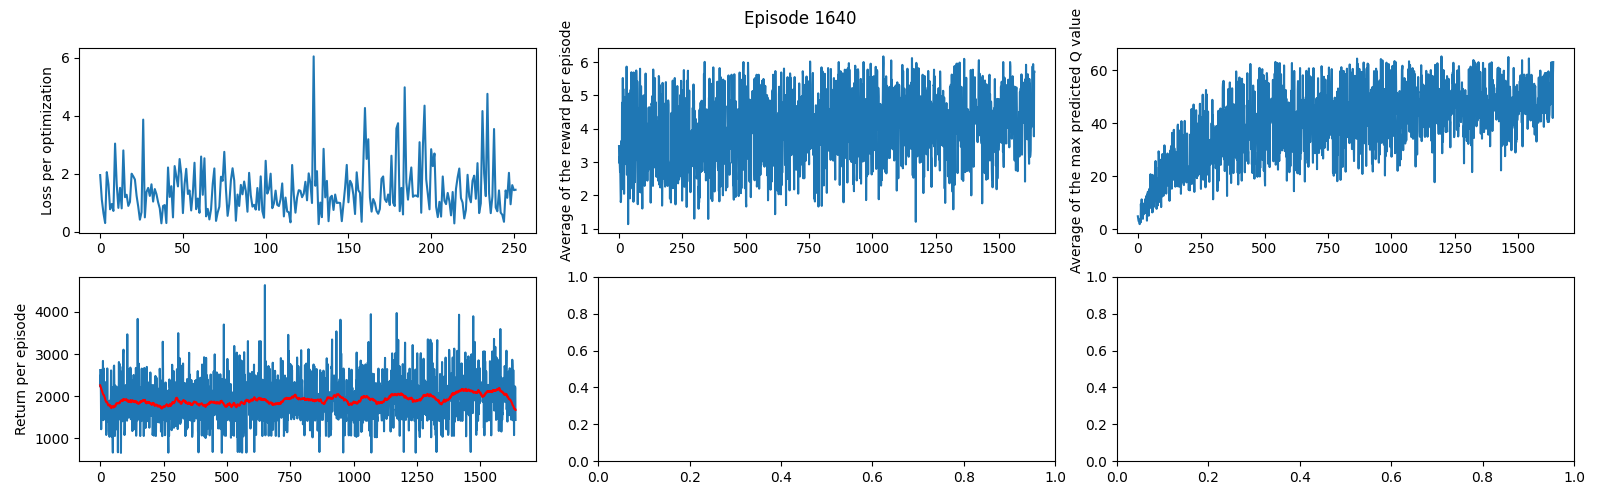 Episode 1640
Loss per optimization
6
4
2
0
0 50 100 150 200 250
Average of the reward per episode
6
5
4
3
2
1
0 250 500 750 1000 1250 1500
Average of the max predicted Q value
60
40
20
0
0 250 500 750 1000 1250 1500
Return per episode
4000
3000
2000
1000
0 250 500 750 1000 1250 1500
1.0
0.8
0.6
0.4
0.2
0.0
0.0 0.2 0.4 0.6 0.8 1.0
1.0
0.8
0.6
0.4
0.2
0.0
0.0 0.2 0.4 0.6 0.8 1.0